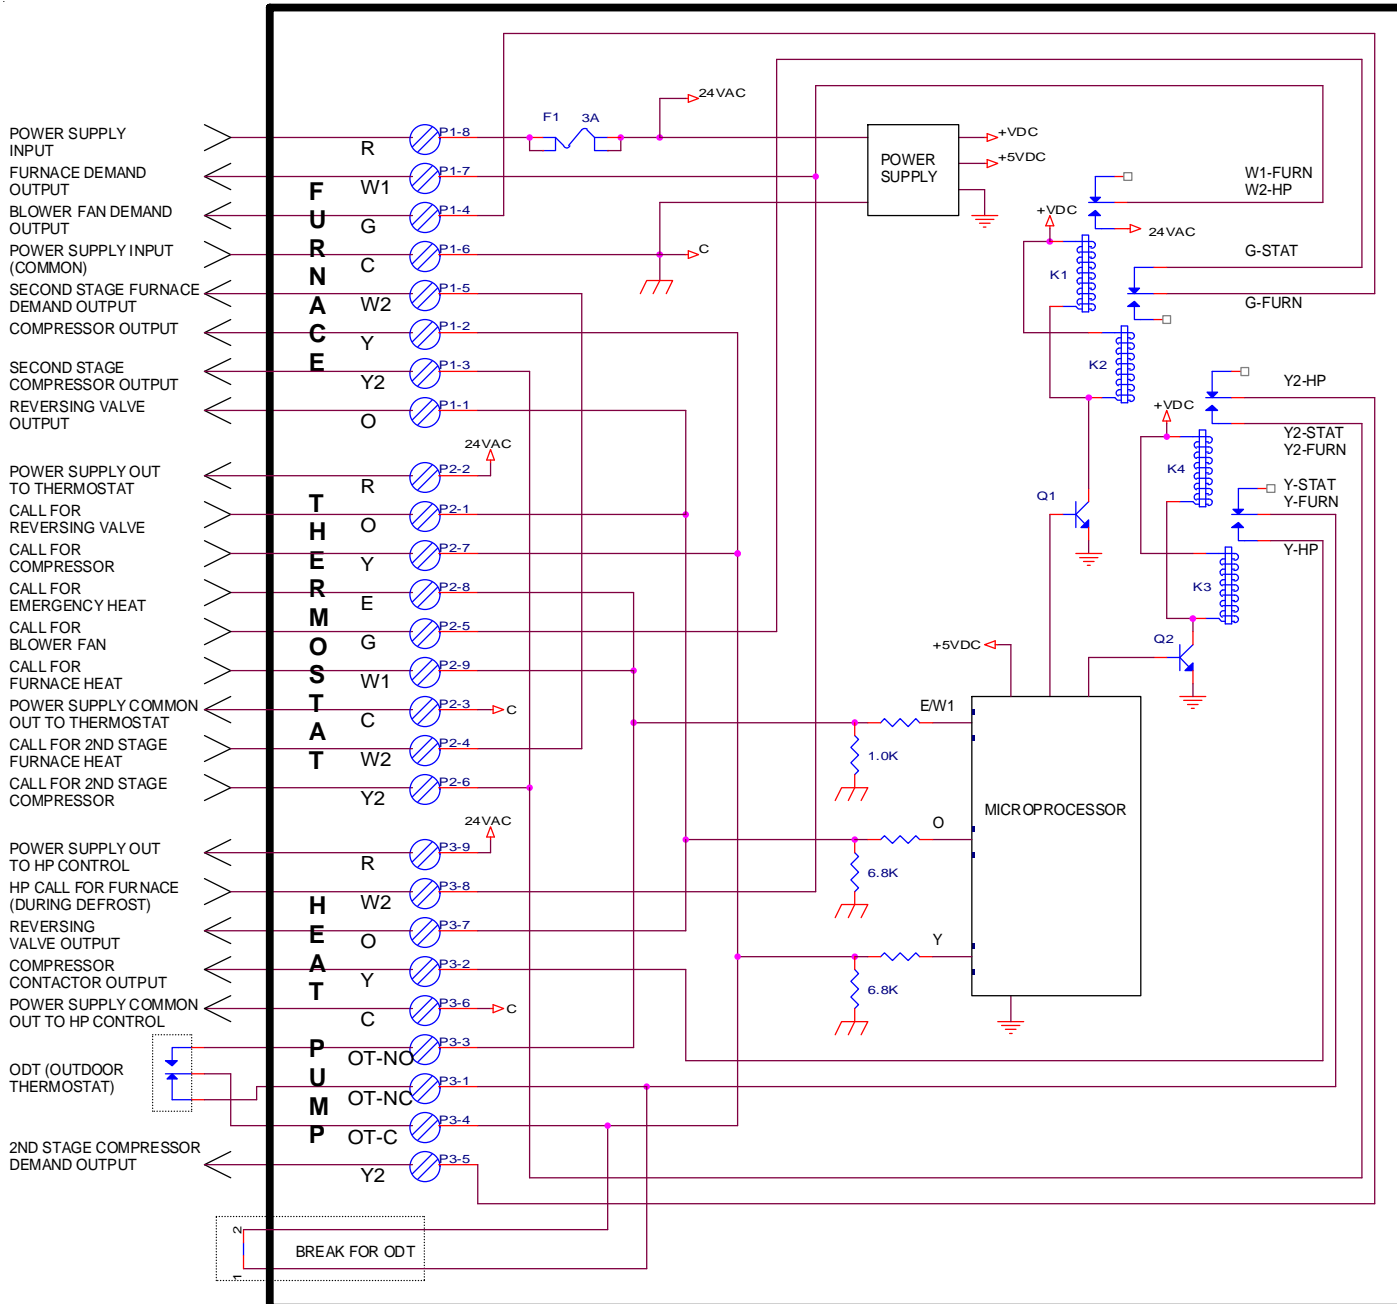 24VAC
POWER SUPPLY
INPUT
R
P1-8
F1
3A
POWER
SUPPLY
+VDC
+5VDC
FURNACE DEMAND
OUTPUT
W1
P1-7
W1-FURN
W2-HP
BLOWER FAN DEMAND
OUTPUT
G
P1-4
+VDC
24VAC
POWER SUPPLY INPUT
(COMMON)
C
P1-6
C
K1
G-STAT
SECOND STAGE FURNACE
DEMAND OUTPUT
W2
P1-5
G-FURN
COMPRESSOR OUTPUT
Y
P1-2
K2
SECOND STAGE
COMPRESSOR OUTPUT
Y2
P1-3
Y2-HP
REVERSING VALVE
OUTPUT
O
P1-1
+VDC
Y2-STAT
Y2-FURN
FURNACE
24VAC
POWER SUPPLY OUT
TO THERMOSTAT
R
P2-2
K4
Y-STAT
Y-FURN
CALL FOR
REVERSING VALVE
O
P2-1
Q1
CALL FOR
COMPRESSOR
Y
P2-7
Y-HP
CALL FOR
EMERGENCY HEAT
E
P2-8
K3
CALL FOR
BLOWER FAN
G
P2-5
+5VDC
Q2
CALL FOR
FURNACE HEAT
W1
P2-9
POWER SUPPLY COMMON
OUT TO THERMOSTAT
C
P2-3
C
E/W1
CALL FOR 2ND STAGE
FURNACE HEAT
W2
P2-4
1.0K
CALL FOR 2ND STAGE
COMPRESSOR
Y2
P2-6
THERMOSTAT
MICROPROCESSOR
24VAC
POWER SUPPLY OUT
TO HP CONTROL
R
P3-9
O
6.8K
HP CALL FOR FURNACE
(DURING DEFROST)
W2
P3-8
REVERSING
VALVE OUTPUT
O
P3-7
Y
COMPRESSOR
CONTACTOR OUTPUT
Y
P3-2
6.8K
POWER SUPPLY COMMON
OUT TO HP CONTROL
C
P3-6
C
OT-NO
P3-3
ODT (OUTDOOR
THERMOSTAT)
OT-NC
P3-1
OT-C
P3-4
2ND STAGE COMPRESSOR
DEMAND OUTPUT
Y2
P3-5
HEAT PUMP
2
BREAK FOR ODT
1